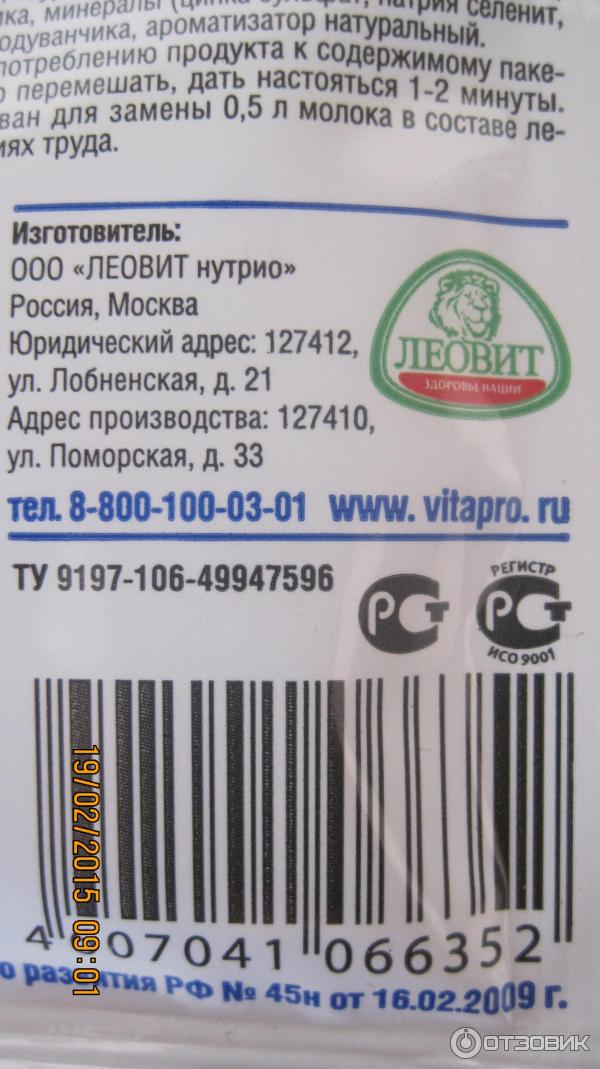 ика, минералы (цинка сульфат, натрия селенит,
одуванчика, ароматизатор натуральный.
потреблению продукта к содержимому паке-
о перемешать, дать настояться 1-2 минуты.
ван для замены 0,5 л молока в составе ле-
иях труда.
Изготовитель:
ООО «ЛЕОВИТ нутрио»
Россия, Москва
Юридический адрес: 127412,
ул. Лобненская, д. 21
Адрес производства: 127410,
ул. Поморская, д. 33
ЛЕОВИТ
ЗДОРОВЬЕ НАЦИИ
тел. 8-800-100-03-01 www. vitapro. ru
ТУ 9197-106-49947596
РСТ
РЕГИСТР
РСТ
ИСО 9001
19/02/2015 09:01
4 607041 066352
о развития РФ № 45н от 16.02.2009 г.
ОТЗОВИК